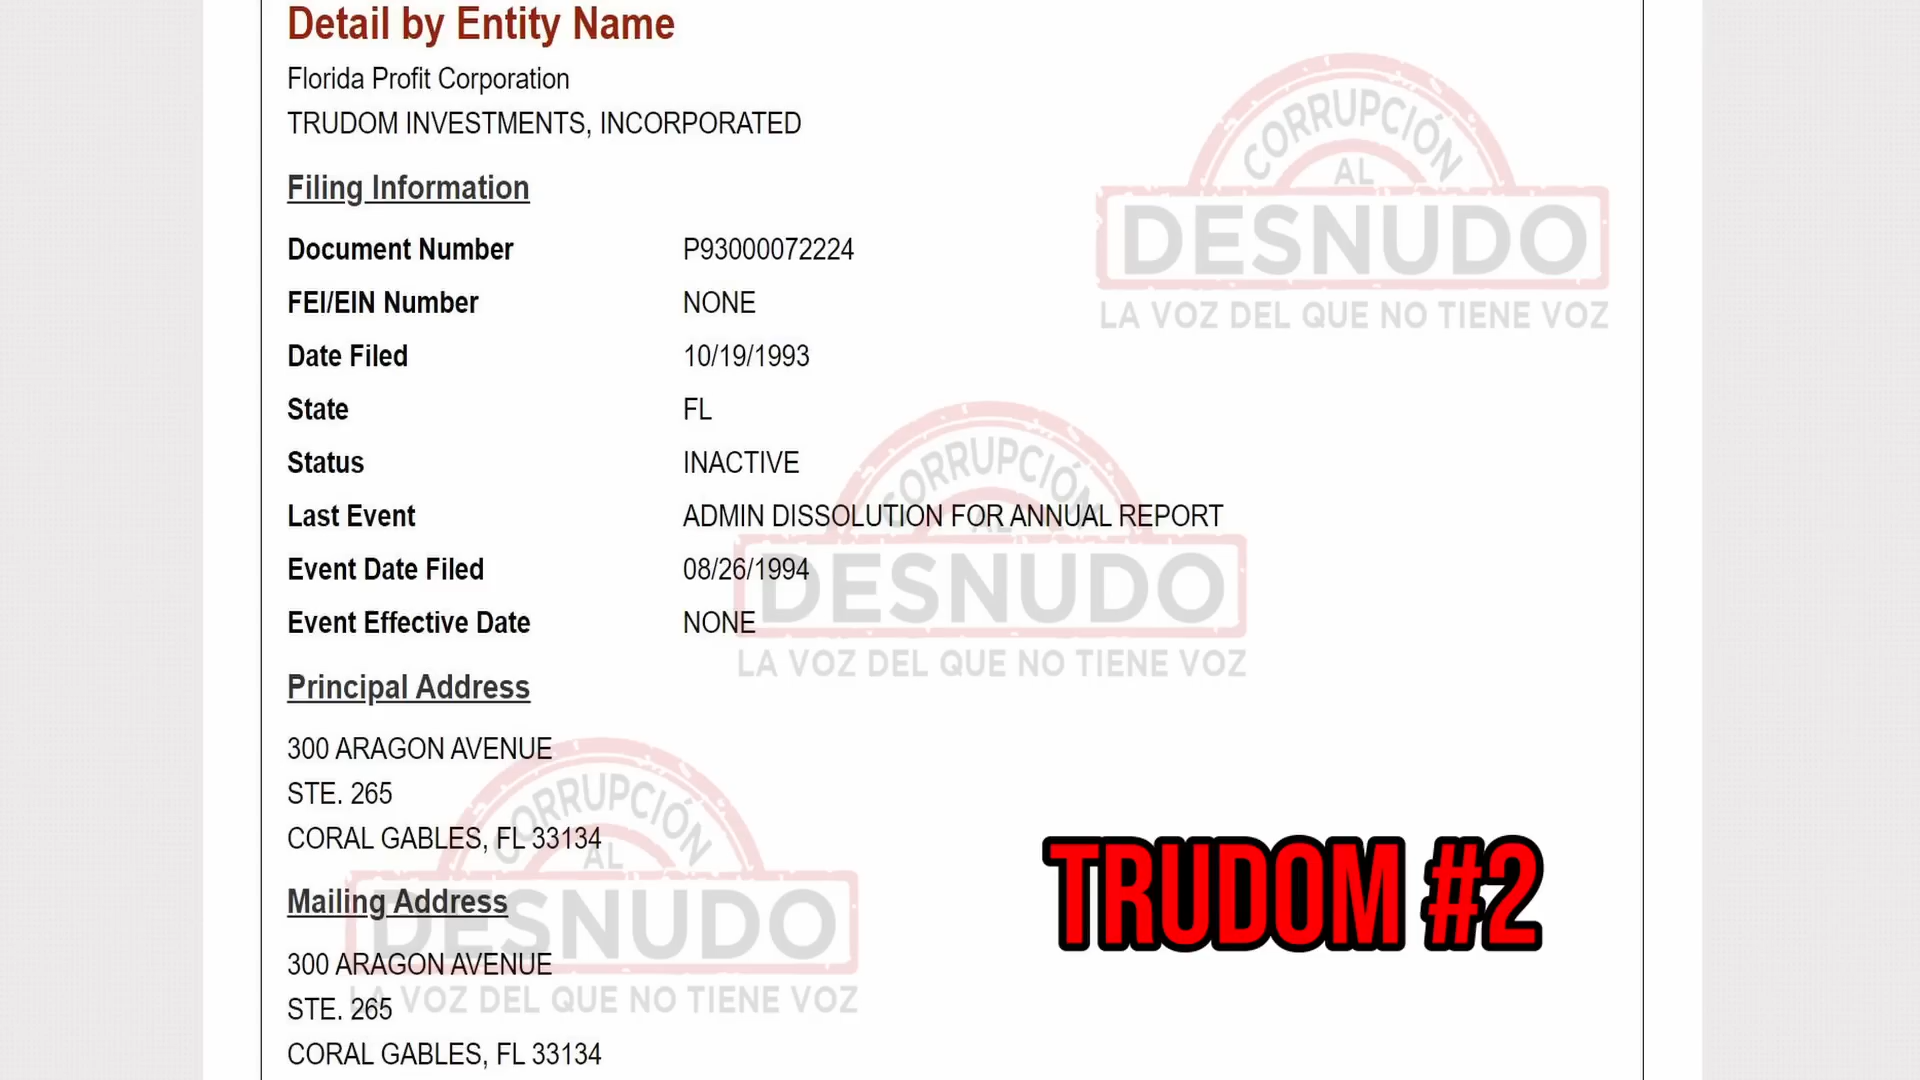 Detail by Entity Name
Florida Profit Corporation
TRUDOM INVESTMENTS, INCORPORATED
Filing Information
Document Number P93000072224
FEI/EIN Number NONE
Date Filed 10/19/1993
State FL
Status INACTIVE
Last Event ADMIN DISSOLUTION FOR ANNUAL REPORT
Event Date Filed 08/26/1994
Event Effective Date NONE
Principal Address
300 ARAGON AVENUE
STE. 265
CORAL GABLES, FL 33134
Mailing Address
300 ARAGON AVENUE
STE. 265
CORAL GABLES, FL 33134
CORRUPCIÓN
AL
DESNUDO
LA VOZ DEL QUE NO TIENE VOZ
CORRUPCIÓN
AL
DESNUDO
LA VOZ DEL QUE NO TIENE VOZ
CORRUPCIÓN
AL
DESNUDO
LA VOZ DEL QUE NO TIENE VOZ
TRUDOM #2